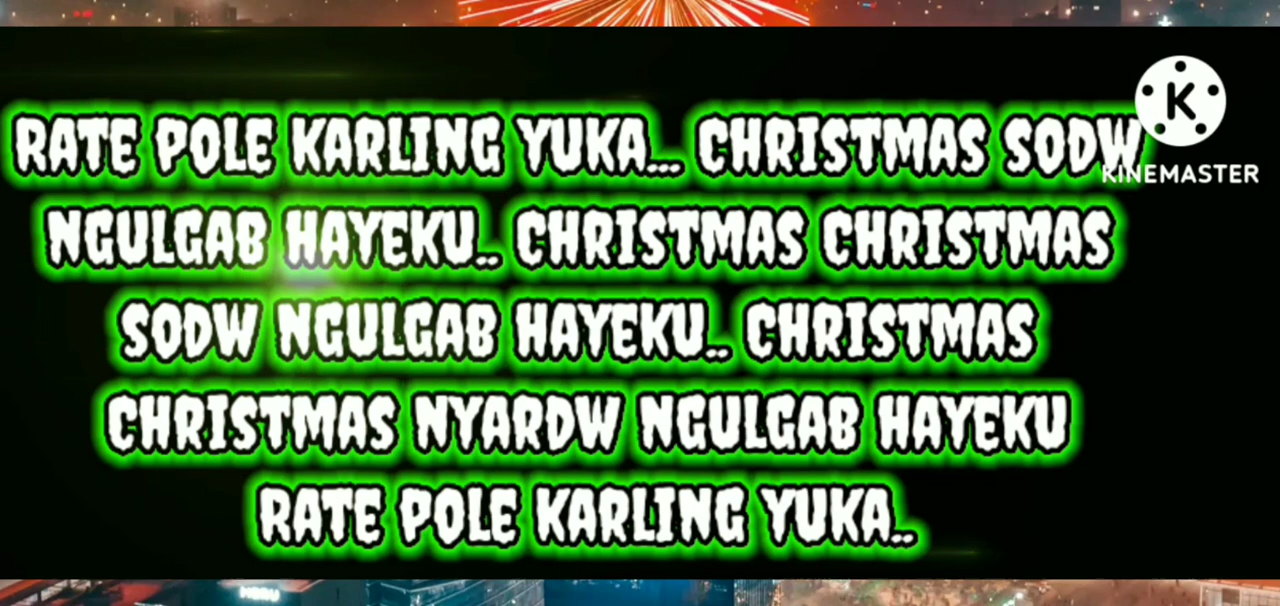 RATE POLE KARLING YUKA... CHRISTMAS SODW
NGULGAB HAYEKU.. CHRISTMAS CHRISTMAS
SODW NGULGAB HAYEKU.. CHRISTMAS
CHRISTMAS NYARDW NGULGAB HAYEKU
RATE POLE KARLING YUKA..
K
KINEMASTER